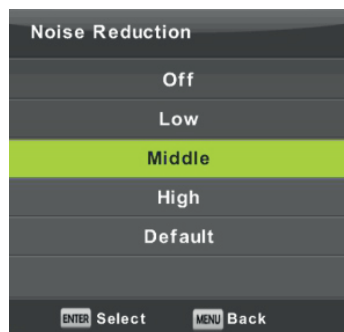 Noise Reduction
Off
Low
Middle
High
Default
ENTER Select MENU Back